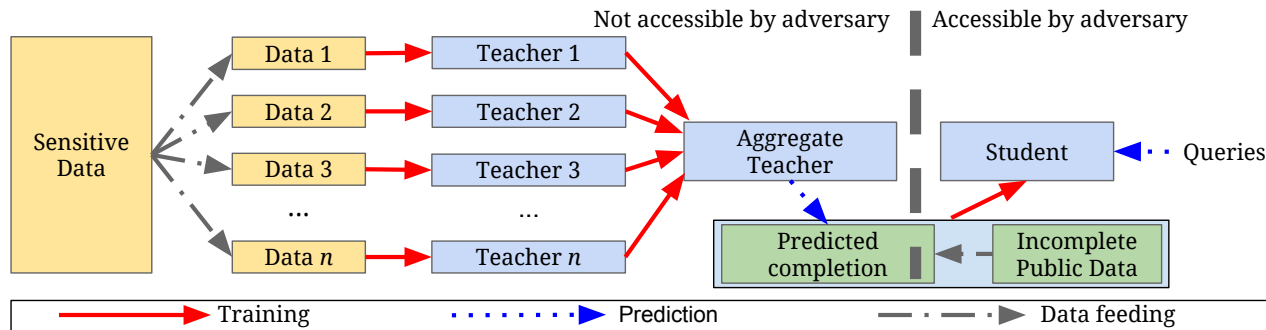 Not accessible by adversary
Accessible by adversary
Sensitive
Data
Data 1
Teacher 1
Data 2
Teacher 2
Data 3
Teacher 3
...
...
Data n
Teacher n
Aggregate
Teacher
Student
Queries
Predicted
completion
Incomplete
Public Data
Training
Prediction
Data feeding